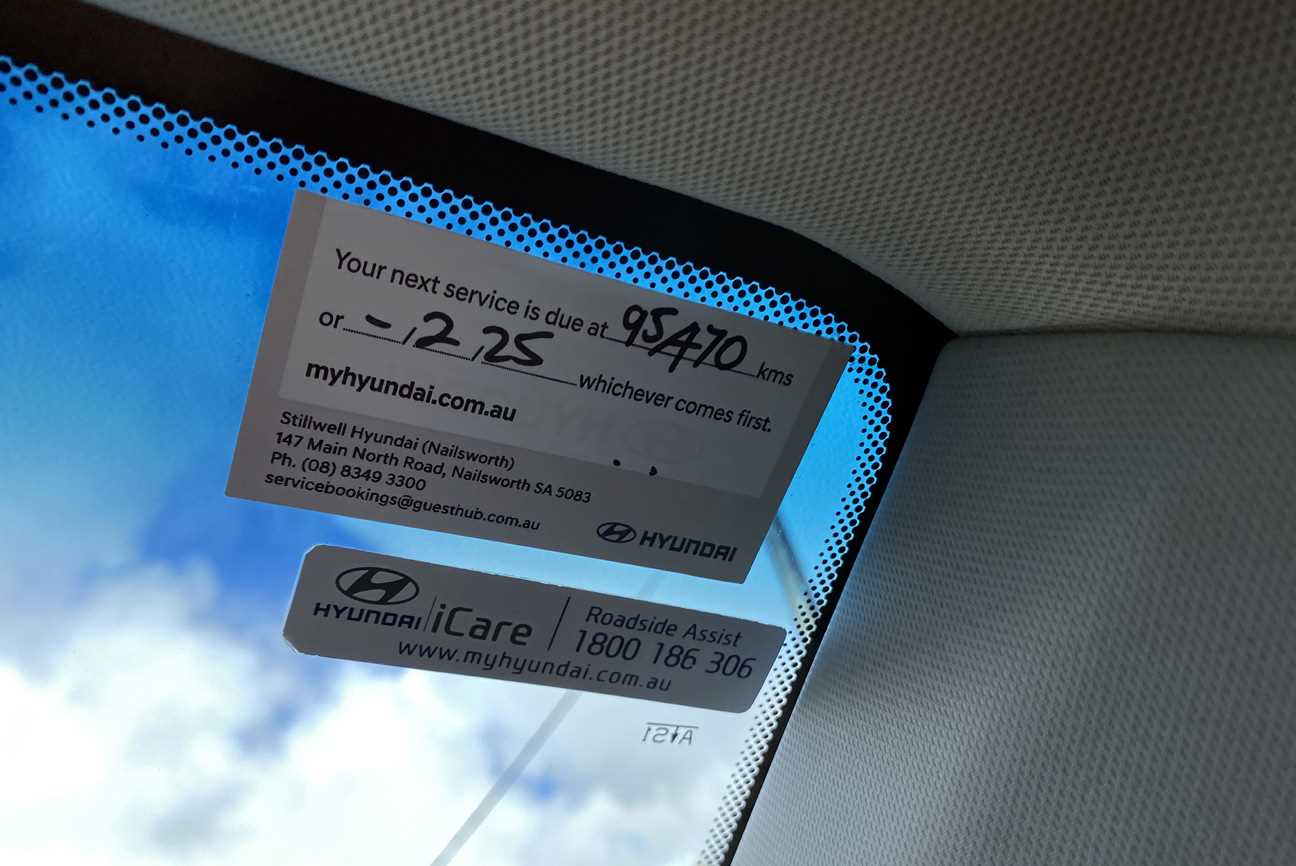 Your next service is due at 95470 kms
or - / 2 / 25 whichever comes first.
myhyundai.com.au
Stillwell Hyundai (Nailsworth)
147 Main North Road, Nailsworth SA 5083
Ph. (08) 8349 3300
servicebookings@guesthub.com.au
HYUNDAI
HYUNDAI iCare
Roadside Assist
1800 186 306
www.myhyundai.com.au